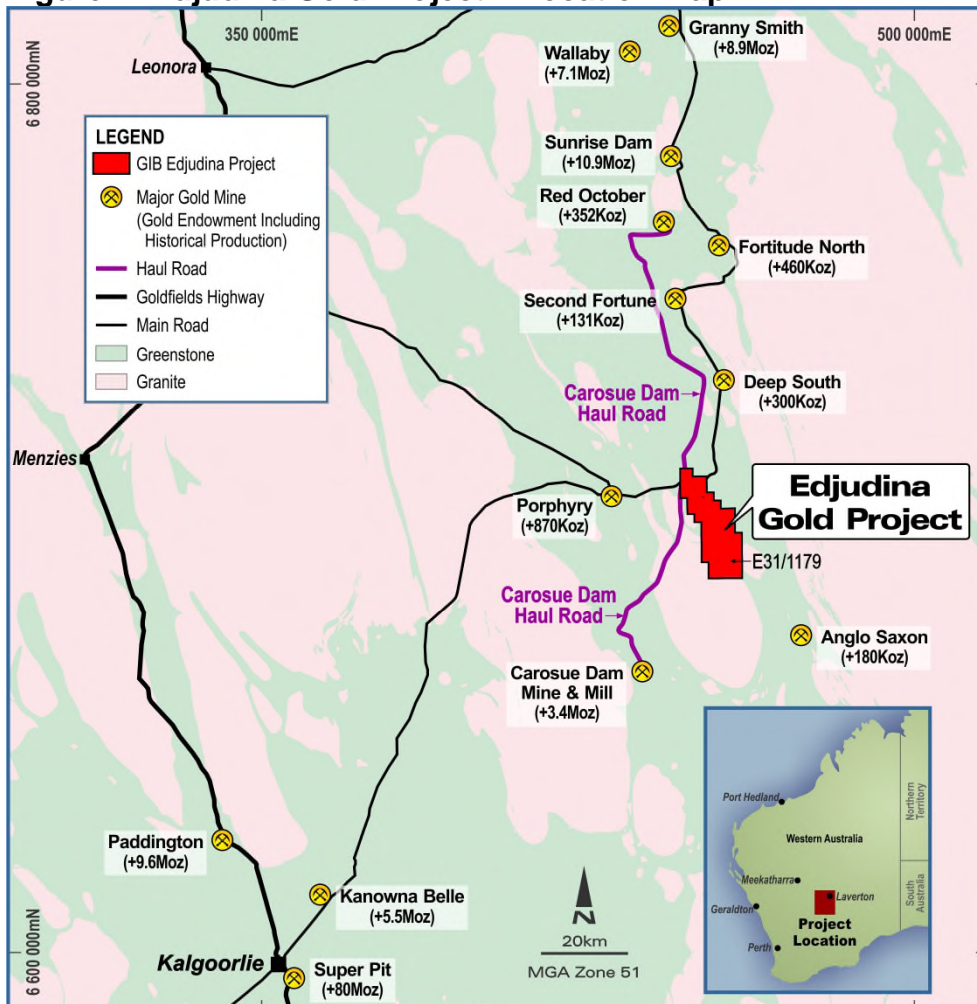 350 000mE
500 000mE
Granny Smith
(+8.9Moz)
Wallaby
(+7.1Moz)
Leonora
6 800 000mN
LEGEND
GIB Edjudina Project
Major Gold Mine
(Gold Endowment Including
Historical Production)
Haul Road
Goldfields Highway
Main Road
Greenstone
Granite
Sunrise Dam
(+10.9Moz)
Red October
(+352Koz)
Fortitude North
(+460Koz)
Second Fortune
(+131Koz)
Deep South
(+300Koz)
Carosue Dam
Haul Road
Menzies
Porphyry
(+870Koz)
Edjudina
Gold Project
E31/1179
Carosue Dam
Haul Road
Anglo Saxon
(+180Koz)
Carosue Dam
Mine & Mill
(+3.4Moz)
Paddington
(+9.6Moz)
Kanowna Belle
(+5.5Moz)
Kalgoorlie
Super Pit
(+80Moz)
6 600 000mN
N
20km
MGA Zone 51
Port Hedland
Northern
Territory
Western Australia
Meekatharra
Laverton
Geraldton
South
Australia
Project
Location
Perth